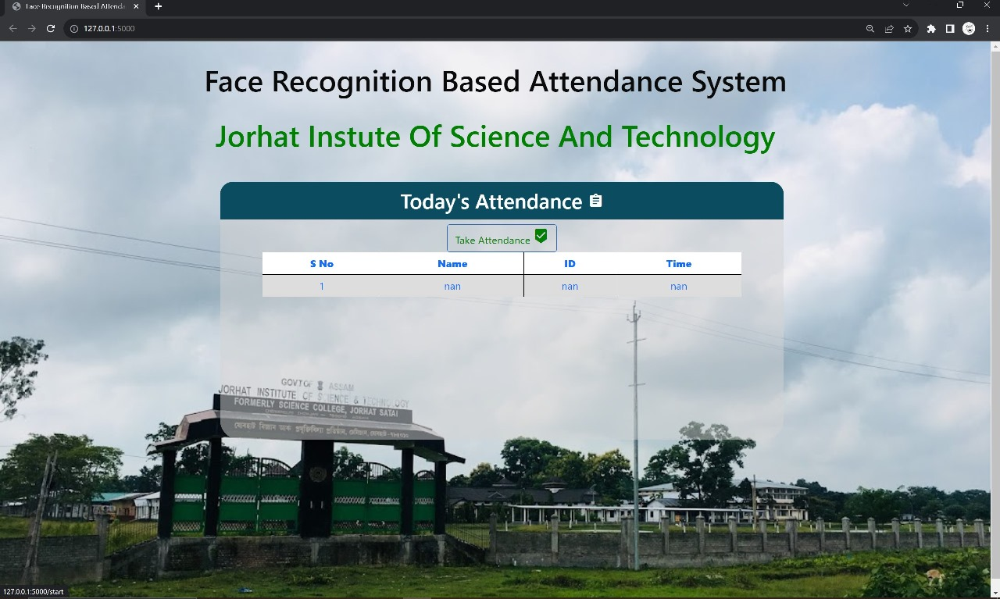 Face Recognition Based Attenda
127.0.0.1:5000
Face Recognition Based Attendance System
Jorhat Instute Of Science And Technology
Today's Attendance
Take Attendance
S No Name ID Time
1 nan nan nan
GOVT OF ASSAM
JORHAT INSTITUTE OF SCIENCE & TECHNOLOGY
FORMERLY SCIENCE COLLEGE, JORHAT SATAI
127.0.0.1:5000/start